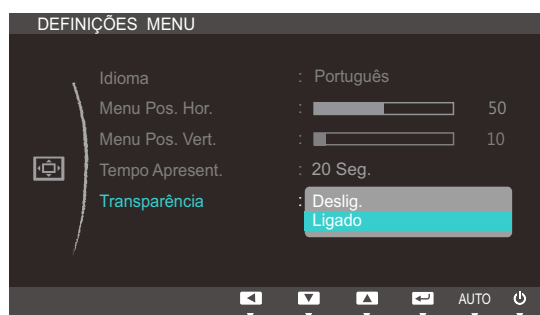 DEFINIÇÕES MENU
Idioma : Português
Menu Pos. Hor. : 50
Menu Pos. Vert. : 10
Tempo Apresent. : 20 Seg.
Transparência : Deslig.
Ligado
AUTO